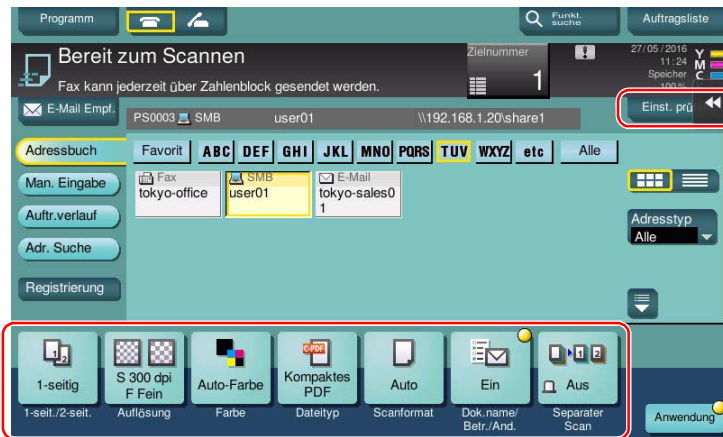 Programm
Funkt.
suche
Auftragsliste
Bereit zum Scannen
Zielnummer
1
27/05/2016
11:24
Speicher
100 %
Y
M
C
Fax kann jederzeit über Zahlenblock gesendet werden.
E-Mail Empf.
PS0003 SMB user01 \\192.168.1.20\share1
Einst. prü
Adressbuch
Favorit ABC DEF GHI JKL MNO PQRS TUV WXYZ etc Alle
Man. Eingabe
Auftr.verlauf
Adr. Suche
Registrierung
Fax
tokyo-office
SMB
user01
E-Mail
tokyo-sales0
1
Adresstyp
Alle
1-seitig
1-seit./2-seit.
S 300 dpi
F Fein
Auflösung
Auto-Farbe
Farbe
C-PDF
Kompaktes
PDF
Dateityp
Auto
Scanformat
Ein
Dok.name/
Betr./And.
Aus
Separater
Scan
Anwendung